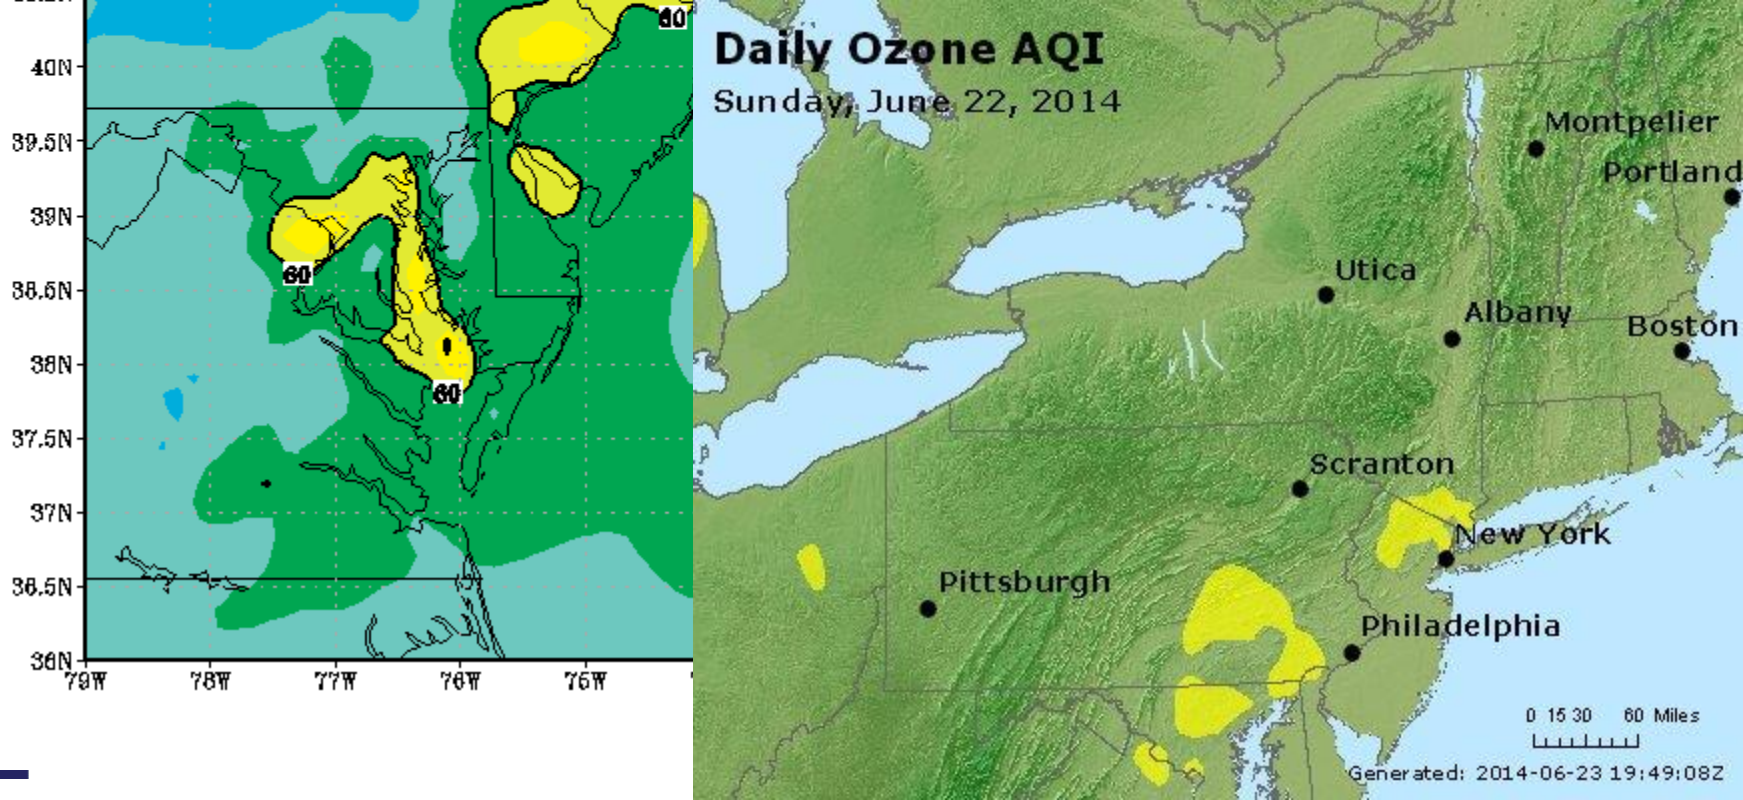 40
40N
39.5N
39N
60
38.5N
38N
60
37.5N
37N
36.5N
36N
79W
78W
77W
76W
75W
Daily Ozone AQI
Sunday, June 22, 2014
Montpelier
Portland
Utica
Albany
Boston
Scranton
New York
Pittsburgh
Philadelphia
0 15 30 60 Miles
Generated: 2014-06-23 19:49:08Z